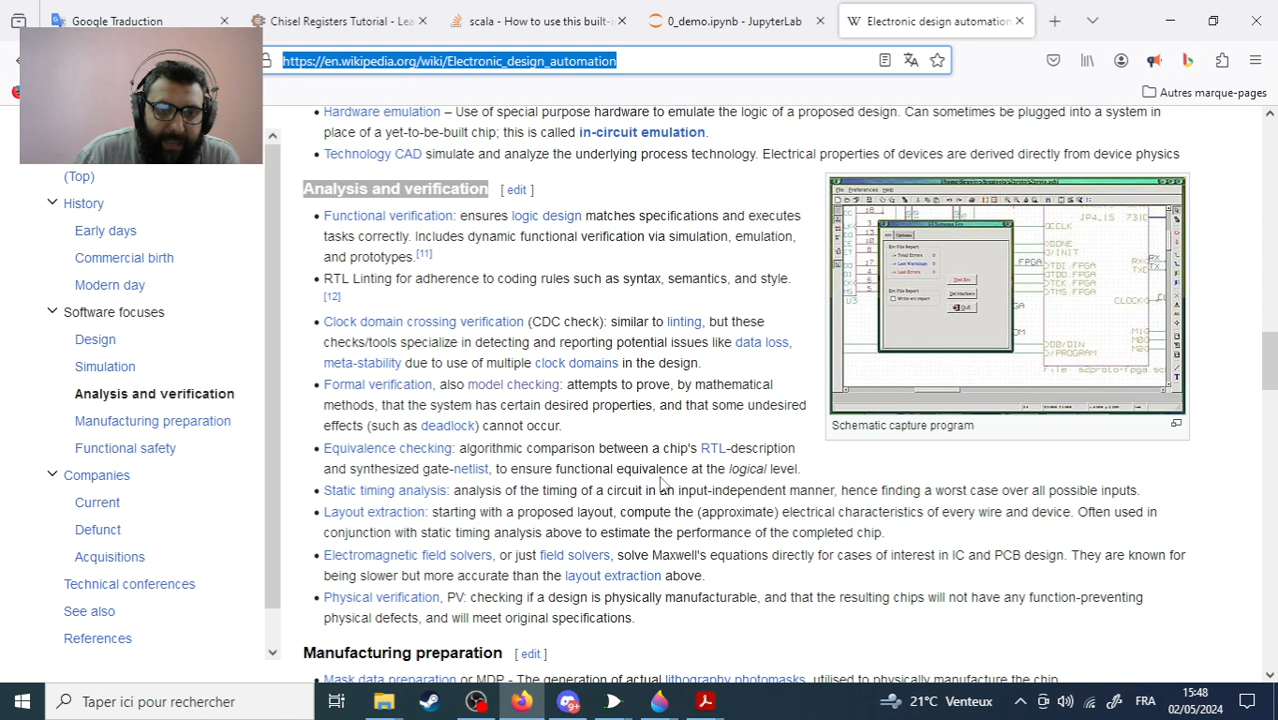 Google Traduction
Chisel Registers Tutorial - Lea
scala - How to use this built-i
0_demo.ipynb - JupyterLab
Electronic design automation
https://en.wikipedia.org/wiki/Electronic_design_automation
Autres marque-pages
(Top)
History
Early days
Commercial birth
Modern day
Software focuses
Design
Simulation
Analysis and verification
Manufacturing preparation
Functional safety
Companies
Current
Defunct
Acquisitions
Technical conferences
See also
References
Hardware emulation – Use of special purpose hardware to emulate the logic of a proposed design. Can sometimes be plugged into a system in
place of a yet-to-be-built chip; this is called in-circuit emulation.
Technology CAD simulate and analyze the underlying process technology. Electrical properties of devices are derived directly from device physics
Analysis and verification [ edit ]
Functional verification: ensures logic design matches specifications and executes
tasks correctly. Includes dynamic functional verification via simulation, emulation,
and prototypes.[11]
RTL Linting for adherence to coding rules such as syntax, semantics, and style.
[12]
Clock domain crossing verification (CDC check): similar to linting, but these
checks/tools specialize in detecting and reporting potential issues like data loss,
meta-stability due to use of multiple clock domains in the design.
Formal verification, also model checking: attempts to prove, by mathematical
methods, that the system has certain desired properties, and that some undesired
effects (such as deadlock) cannot occur.
Equivalence checking: algorithmic comparison between a chip's RTL-description
and synthesized gate-netlist, to ensure functional equivalence at the logical level.
Static timing analysis: analysis of the timing of a circuit in an input-independent manner, hence finding a worst case over all possible inputs.
Layout extraction: starting with a proposed layout, compute the (approximate) electrical characteristics of every wire and device. Often used in
conjunction with static timing analysis above to estimate the performance of the completed chip.
Electromagnetic field solvers, or just field solvers, solve Maxwell's equations directly for cases of interest in IC and PCB design. They are known for
being slower but more accurate than the layout extraction above.
Physical verification, PV: checking if a design is physically manufacturable, and that the resulting chips will not have any function-preventing
physical defects, and will meet original specifications.
Manufacturing preparation [ edit ]
Mask data preparation or MDP - The generation of actual lithography photomasks, utilised to physically manufacture the chip.
Schematic capture program
Taper ici pour rechercher
21°C Venteux
FRA
15:48
02/05/2024